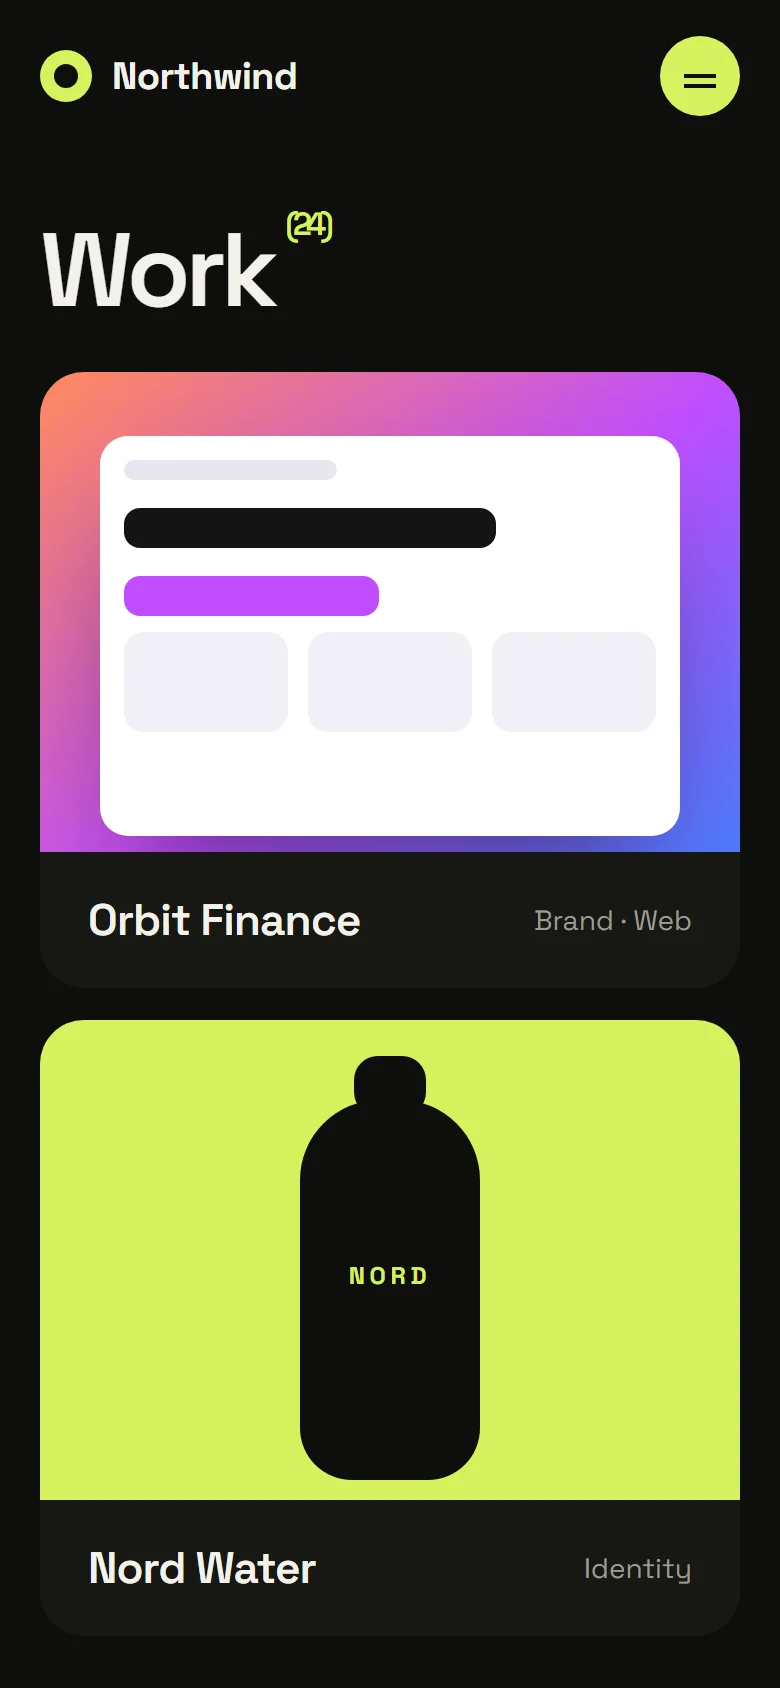 Northwind
Work (24)
Orbit Finance
Brand · Web
NORD
Nord Water
Identity